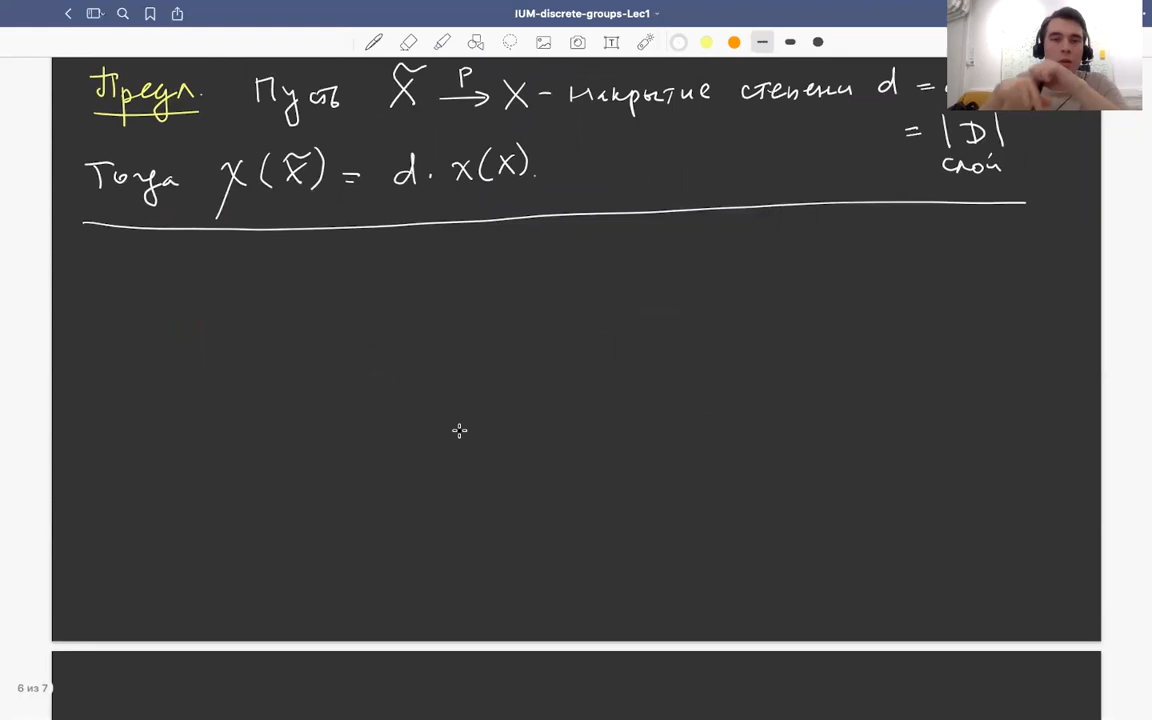 IUM-discrete-groups-Lec1
Предл. Пусть X̃ →p X - накрытие степени d =
= |D|
слой
Тогда χ(X̃) = d · χ(X).
6 из 7